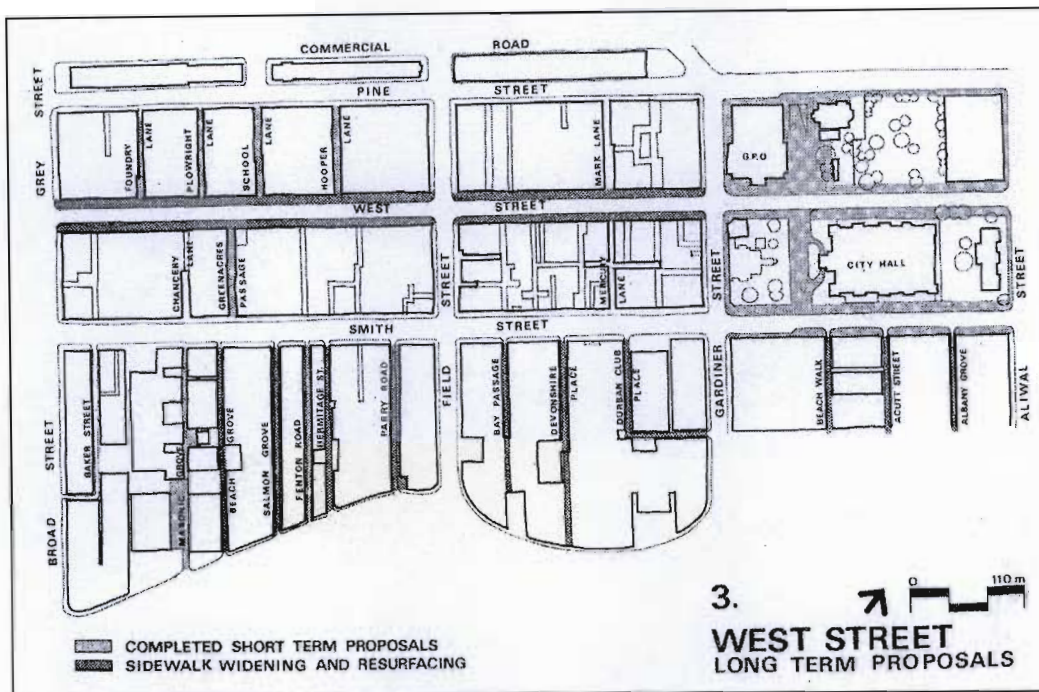 COMMERCIAL ROAD
PINE STREET
GREY STREET
FOUNDRY LANE
PLOWRIGHT LANE
SCHOOL LANE
HOOPER LANE
MARK LANE
G.P.O
WEST STREET
CHANCERY LANE
GREENACRES PASSAGE
MERCURY LANE
CITY HALL
STREET
STREET
STREET
SMITH STREET
BROAD STREET
BAKER STREET
MASONIC GROVE
BEACH GROVE
SALMON GROVE
FENTON ROAD
HERMITAGE ST.
PARRY ROAD
FIELD
BAY PASSAGE
DEVONSHIRE PLACE
DURBAN CLUB PLACE
GARDINER
BEACH WALK
ACUTT STREET
ALBANY GROVE
ALIWAL
0 110 m
3.
WEST STREET
LONG TERM PROPOSALS
COMPLETED SHORT TERM PROPOSALS
SIDEWALK WIDENING AND RESURFACING